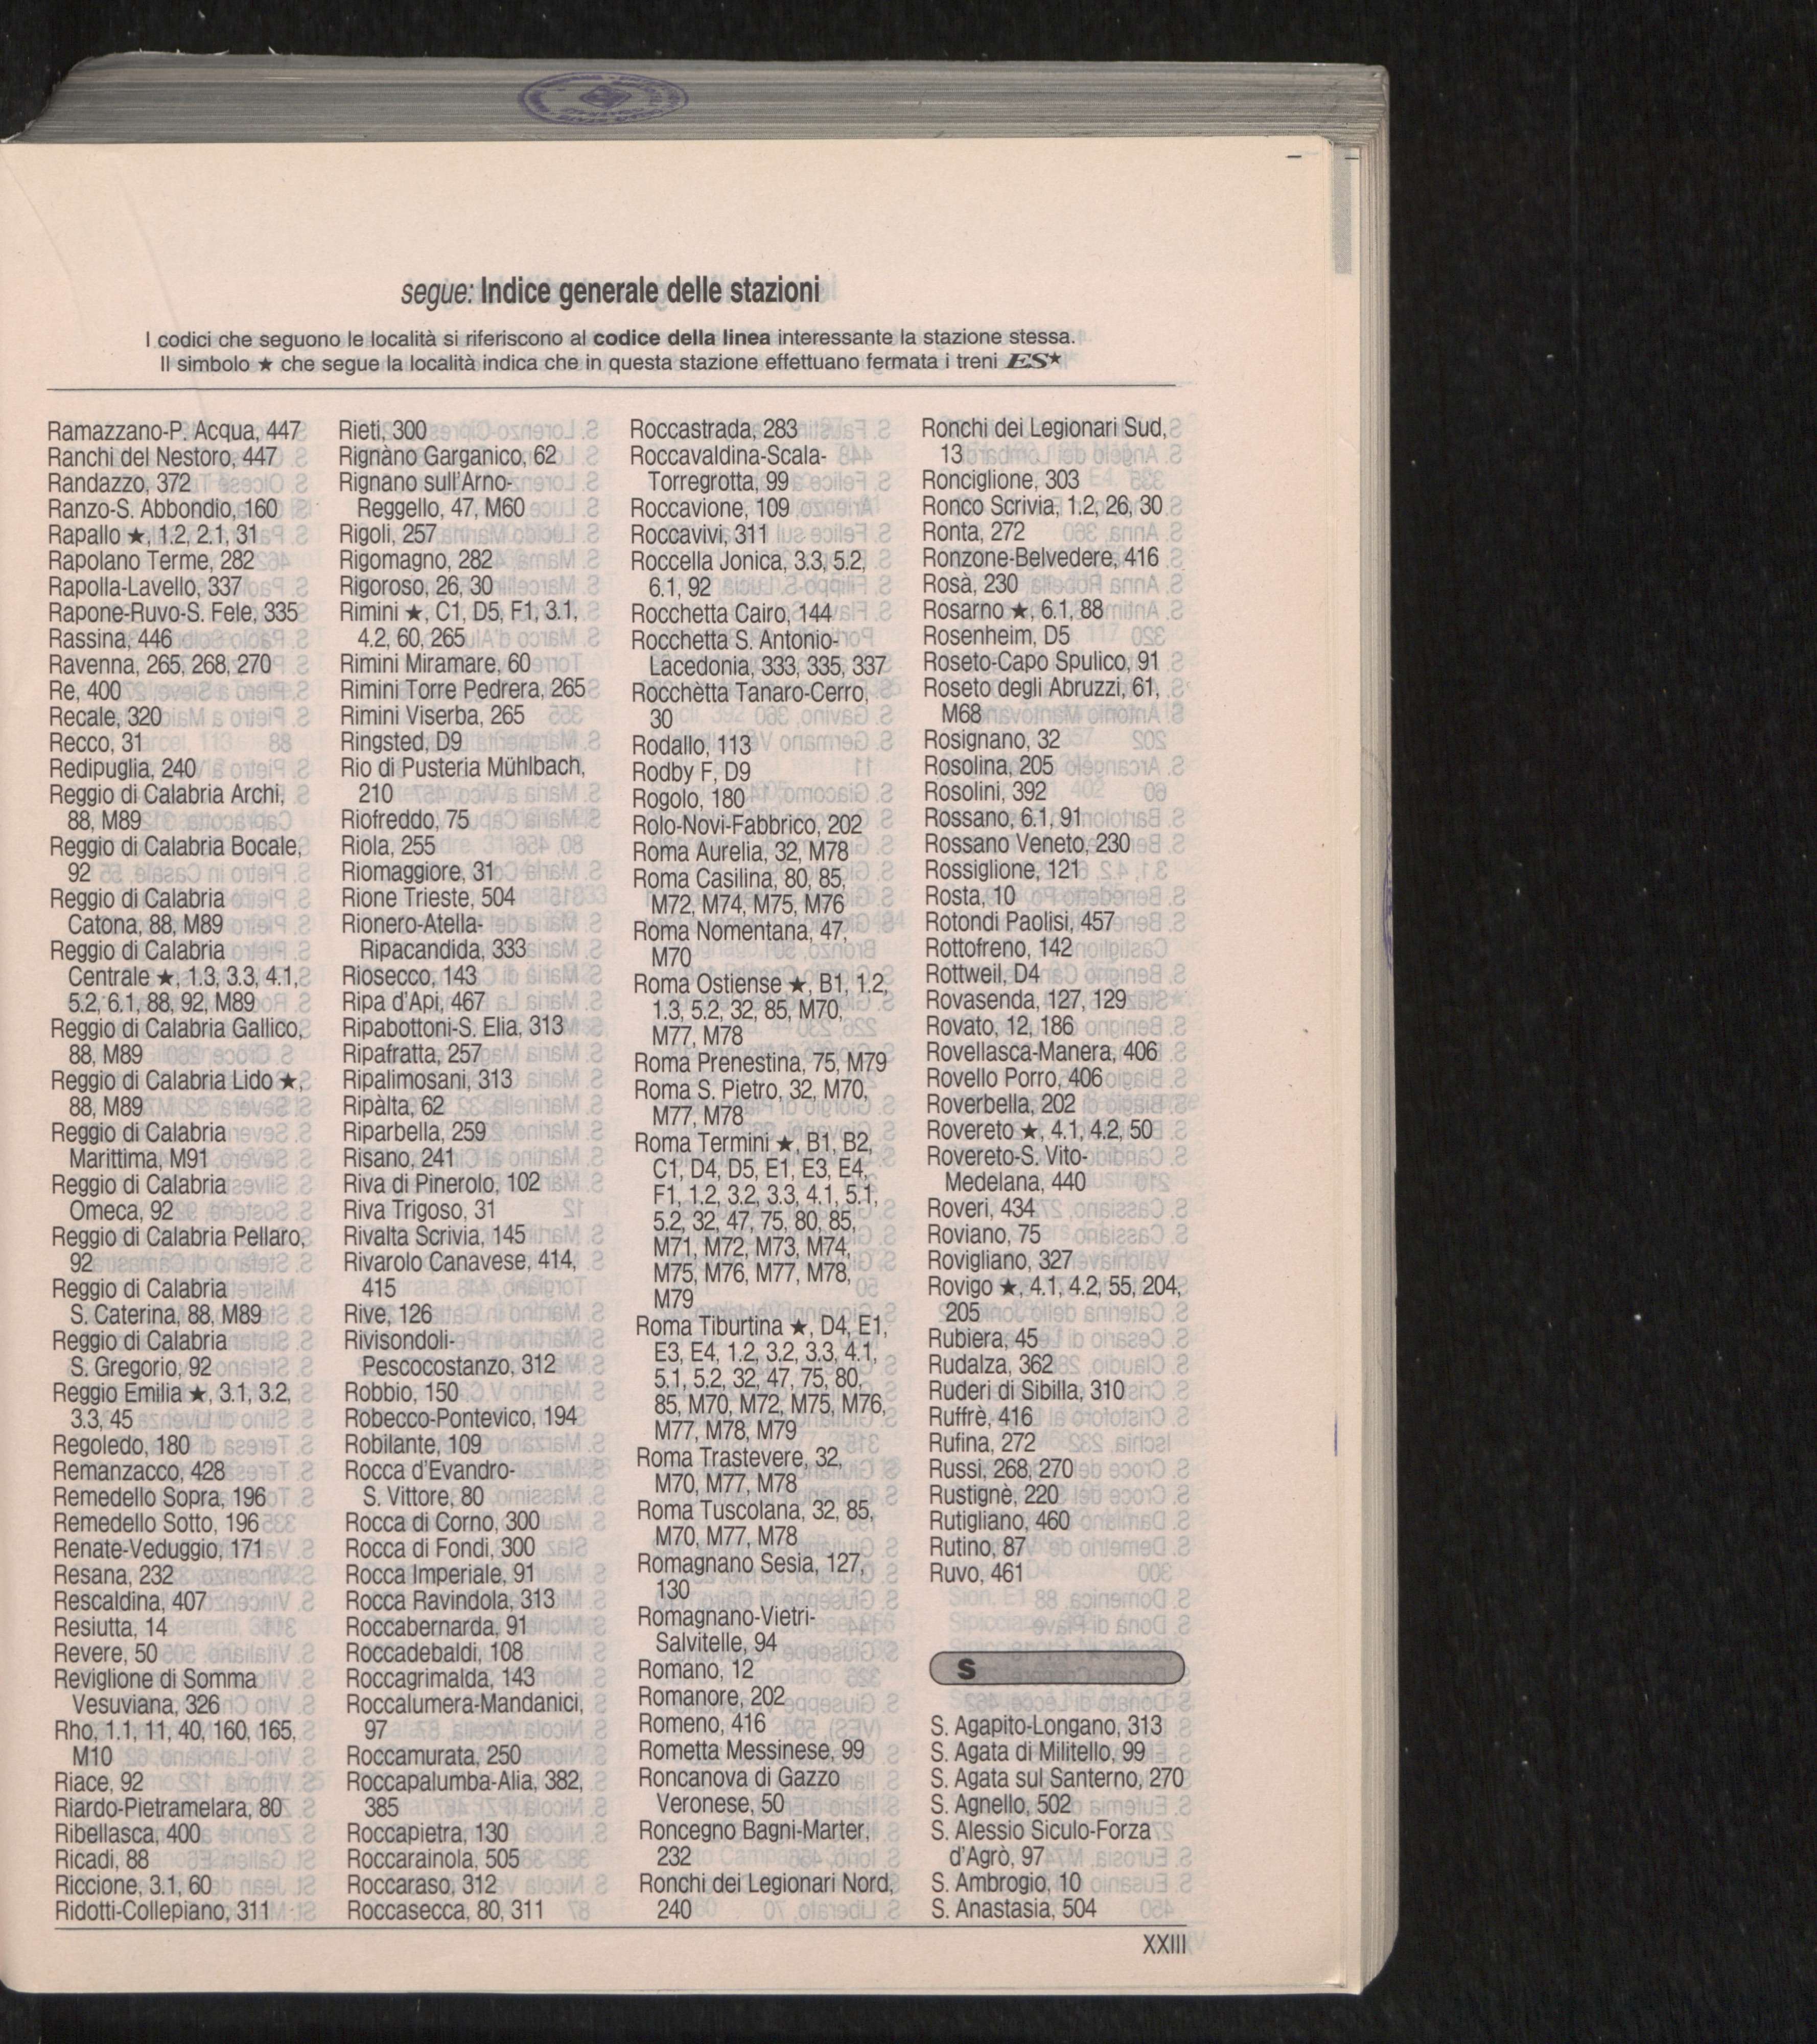 segue: Indice generale delle stazioni
I codici che seguono le località si riferiscono al codice della linea interessante la stazione stessa.
Il simbolo ★ che segue la località indica che in questa stazione effettuano fermata i treni ES★
Ramazzano-P. Acqua, 447
Ranchi del Nestoro, 447
Randazzo, 372
Ranzo-S. Abbondio, 160
Rapallo ★, 1.2, 2.1, 31
Rapolano Terme, 282
Rapolla-Lavello, 337
Rapone-Ruvo-S. Fele, 335
Rassina, 446
Ravenna, 265, 268, 270
Re, 400
Recale, 320
Recco, 31
Redipuglia, 240
Reggio di Calabria Archi,
88, M89
Reggio di Calabria Bocale,
92
Reggio di Calabria
Catona, 88, M89
Reggio di Calabria
Centrale ★, 1.3, 3.3, 4.1,
5.2, 6.1, 88, 92, M89
Reggio di Calabria Gallico,
88, M89
Reggio di Calabria Lido ★,
88, M89
Reggio di Calabria
Marittima, M91
Reggio di Calabria
Omeca, 92
Reggio di Calabria Pellaro,
92
Reggio di Calabria
S. Caterina, 88, M89
Reggio di Calabria
S. Gregorio, 92
Reggio Emilia ★, 3.1, 3.2,
3.3, 45
Regoledo, 180
Remanzacco, 428
Remedello Sopra, 196
Remedello Sotto, 196
Renate-Veduggio, 171
Resana, 232
Rescaldina, 407
Resiutta, 14
Revere, 50
Reviglione di Somma
Vesuviana, 326
Rho, 1.1, 11, 40, 160, 165,
M10
Riace, 92
Riardo-Pietramelara, 80
Ribellasca, 400
Ricadi, 88
Riccione, 3.1, 60
Ridotti-Collepiano, 311
Rieti, 300
Rignàno Garganico, 62
Rignano sull'Arno-
Reggello, 47, M60
Rigoli, 257
Rigomagno, 282
Rigoroso, 26, 30
Rimini ★, C1, D5, F1, 3.1,
4.2, 60, 265
Rimini Miramare, 60
Rimini Torre Pedrera, 265
Rimini Viserba, 265
Ringsted, D9
Rio di Pusteria Mühlbach,
210
Riofreddo, 75
Riola, 255
Riomaggiore, 31
Rione Trieste, 504
Rionero-Atella-
Ripacandida, 333
Riosecco, 143
Ripa d'Api, 467
Ripabottoni-S. Elia, 313
Ripafratta, 257
Ripalimosani, 313
Ripàlta, 62
Riparbella, 259
Risano, 241
Riva di Pinerolo, 102
Riva Trigoso, 31
Rivalta Scrivia, 145
Rivarolo Canavese, 414,
415
Rive, 126
Rivisondoli-
Pescocostanzo, 312
Robbio, 150
Robecco-Pontevico, 194
Robilante, 109
Rocca d'Evandro-
S. Vittore, 80
Rocca di Corno, 300
Rocca di Fondi, 300
Rocca Imperiale, 91
Rocca Ravindola, 313
Roccabernarda, 91
Roccadebaldi, 108
Roccagrimalda, 143
Roccalumera-Mandanici,
97
Roccamurata, 250
Roccapalumba-Alia, 382,
385
Roccapietra, 130
Roccarainola, 505
Roccaraso, 312
Roccasecca, 80, 311
Roccastrada, 283
Roccavaldina-Scala-
Torregrotta, 99
Roccavione, 109
Roccavivi, 311
Roccella Jonica, 3.3, 5.2,
6.1, 92
Rocchetta Cairo, 144
Rocchetta S. Antonio-
Lacedonia, 333, 335, 337
Rocchètta Tanaro-Cerro,
30
Rodallo, 113
Rodby F, D9
Rogolo, 180
Rolo-Novi-Fabbrico, 202
Roma Aurelia, 32, M78
Roma Casilina, 80, 85,
M72, M74, M75, M76
Roma Nomentana, 47,
M70
Roma Ostiense ★, B1, 1.2,
1.3, 5.2, 32, 85, M70,
M77, M78
Roma Prenestina, 75, M79
Roma S. Pietro, 32, M70,
M77, M78
Roma Termini ★, B1, B2,
C1, D4, D5, E1, E3, E4,
F1, 1.2, 3.2, 3.3, 4.1, 5.1,
5.2, 32, 47, 75, 80, 85,
M71, M72, M73, M74,
M75, M76, M77, M78,
M79
Roma Tiburtina ★, D4, E1,
E3, E4, 1.2, 3.2, 3.3, 4.1,
5.1, 5.2, 32, 47, 75, 80,
85, M70, M72, M75, M76,
M77, M78, M79
Roma Trastevere, 32,
M70, M77, M78
Roma Tuscolana, 32, 85,
M70, M77, M78
Romagnano Sesia, 127,
130
Romagnano-Vietri-
Salvitelle, 94
Romano, 12
Romanore, 202
Romeno, 416
Rometta Messinese, 99
Roncanova di Gazzo
Veronese, 50
Roncegno Bagni-Marter,
232
Ronchi dei Legionari Nord,
240
Ronchi dei Legionari Sud,
13
Ronciglione, 303
Ronco Scrivia, 1.2, 26, 30
Ronta, 272
Ronzone-Belvedere, 416
Rosà, 230
Rosarno ★, 6.1, 88
Rosenheim, D5
Roseto-Capo Spulico, 91
Roseto degli Abruzzi, 61,
M68
Rosignano, 32
Rosolina, 205
Rosolini, 392
Rossano, 6.1, 91
Rossano Veneto, 230
Rossiglione, 121
Rosta, 10
Rotondi Paolisi, 457
Rottofreno, 142
Rottweil, D4
Rovasenda, 127, 129
Rovato, 12, 186
Rovellasca-Manera, 406
Rovello Porro, 406
Roverbella, 202
Rovereto ★, 4.1, 4.2, 50
Rovereto-S. Vito-
Medelana, 440
Roveri, 434
Roviano, 75
Rovigliano, 327
Rovigo ★, 4.1, 4.2, 55, 204,
205
Rubiera, 45
Rudalza, 362
Ruderi di Sibilla, 310
Ruffrè, 416
Rufina, 272
Russi, 268, 270
Rustignè, 220
Rutigliano, 460
Rutino, 87
Ruvo, 461
S
S. Agapito-Longano, 313
S. Agata di Militello, 99
S. Agata sul Santerno, 270
S. Agnello, 502
S. Alessio Siculo-Forza
d'Agrò, 97
S. Ambrogio, 10
S. Anastasia, 504
XXIII